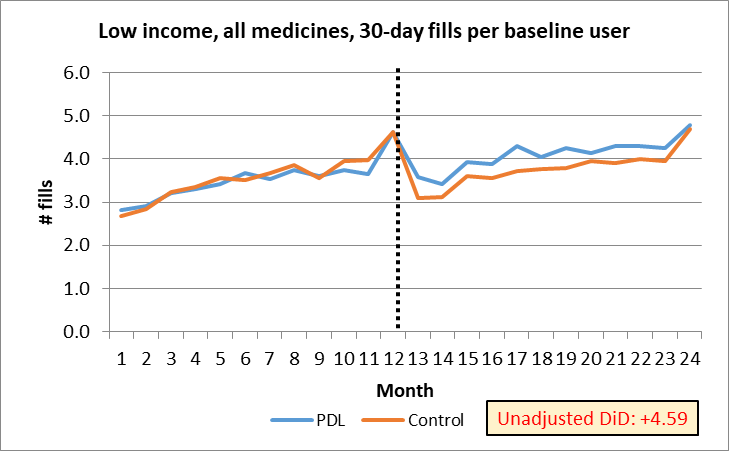 Low income, all medicines, 30-day fills per baseline user
6.0
5.0
4.0
3.0
2.0
1.0
0.0
# fills
1 2 3 4 5 6 7 8 9 10 11 12 13 14 15 16 17 18 19 20 21 22 23 24
Month
PDL Control
Unadjusted DiD: +4.59